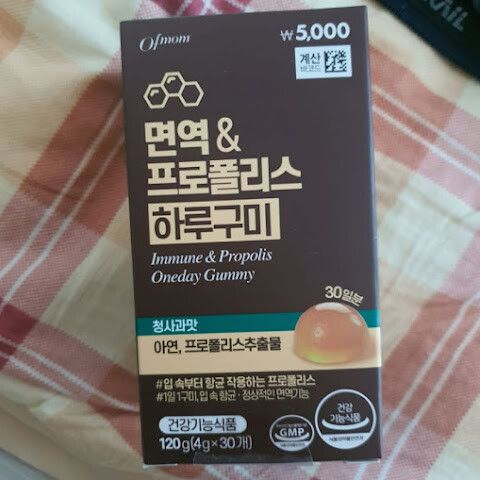 Ofmom
₩5,000
계산
바코드
면역 &
프로폴리스
하루구미
Immune & Propolis
Oneday Gummy
30일분
청사과맛
아연, 프로폴리스추출물
#입 속부터 항균 작용하는 프로폴리스
#1일 1구미, 입 속 항균·정상적인 면역기능
건강기능식품
120g(4g×30개)
GMP
건강
기능식품